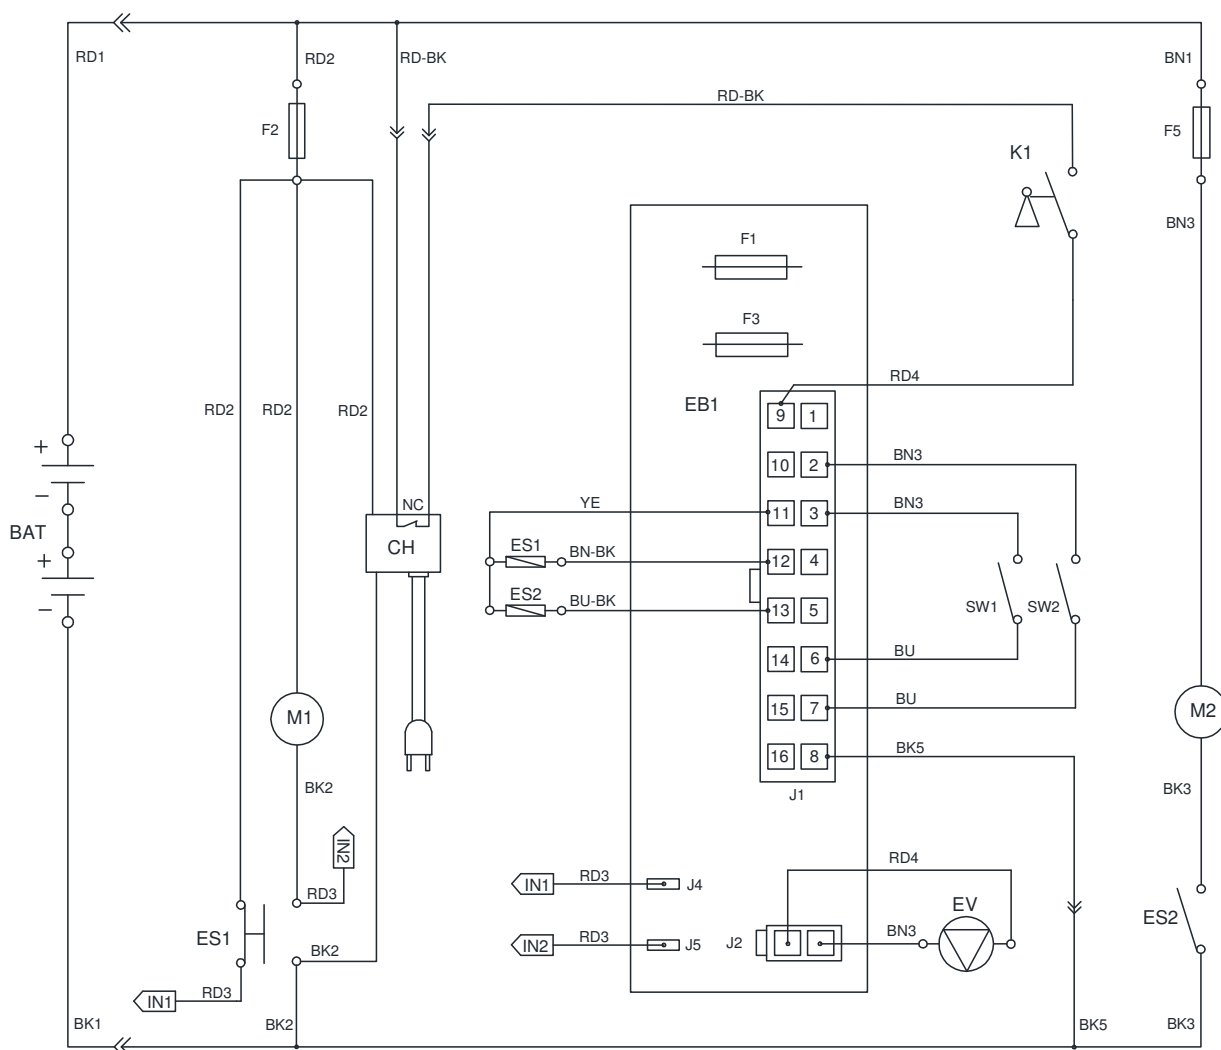 RD1
RD2
RD-BK
BN1
RD-BK
F2
F5
K1
BN3
F1
F3
RD4
EB1
RD2
RD2
RD2
9
1
+
10
2
BN3
−
NC
YE
11
3
BN3
BAT
CH
ES1
BN-BK
12
4
+
ES2
BU-BK
13
5
SW1
SW2
−
14
6
BU
15
7
BU
M1
M2
16
8
BK5
BK2
J1
BK3
IN2
RD4
IN1
RD3
J4
RD3
EV
ES2
ES1
BK2
IN2
RD3
J5
J2
BN3
IN1
RD3
BK1
BK2
BK5
BK3